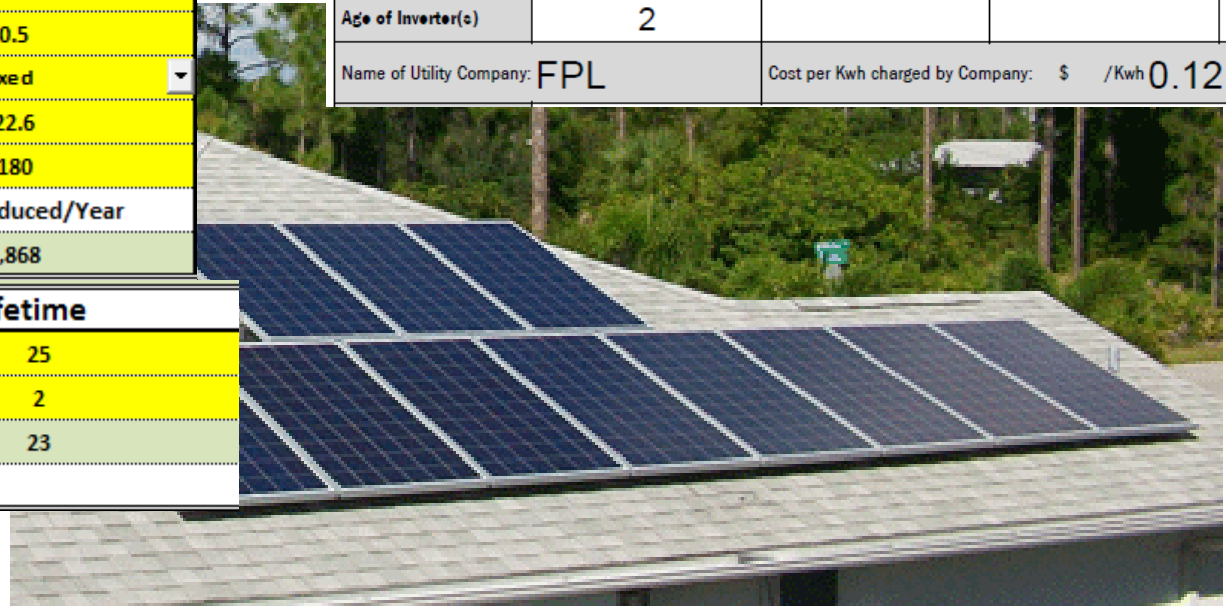 0.5
xed
22.6
180
duced/Year
,868
fetime
25
2
23
Age of Inverter(s) 2
Name of Utility Company: FPL Cost per Kwh charged by Company: $ /Kwh 0.12